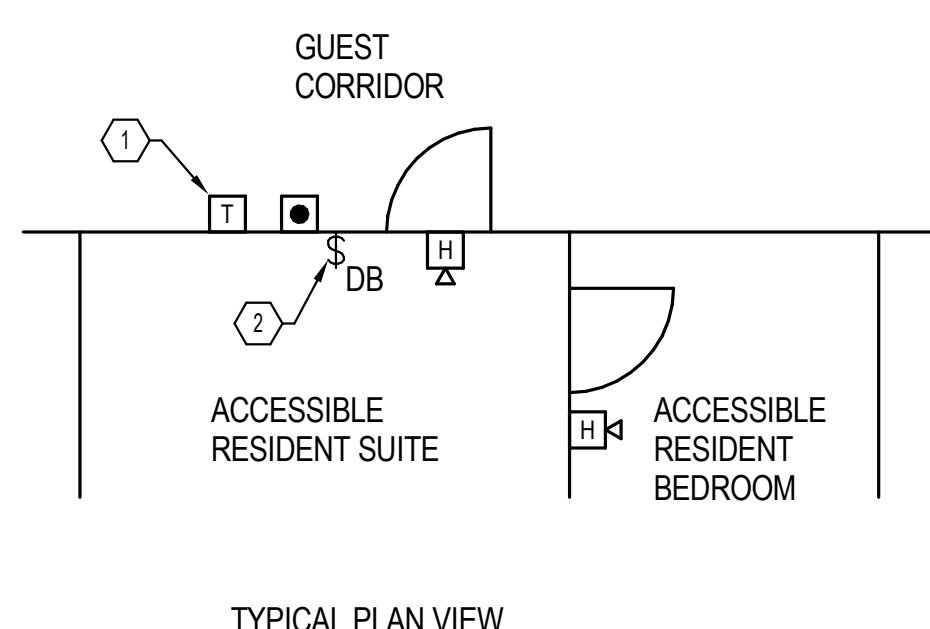 GUEST
CORRIDOR
1
T
$
DB
H
2
ACCESSIBLE
RESIDENT SUITE
H
ACCESSIBLE
RESIDENT
BEDROOM
TYPICAL PLAN VIEW